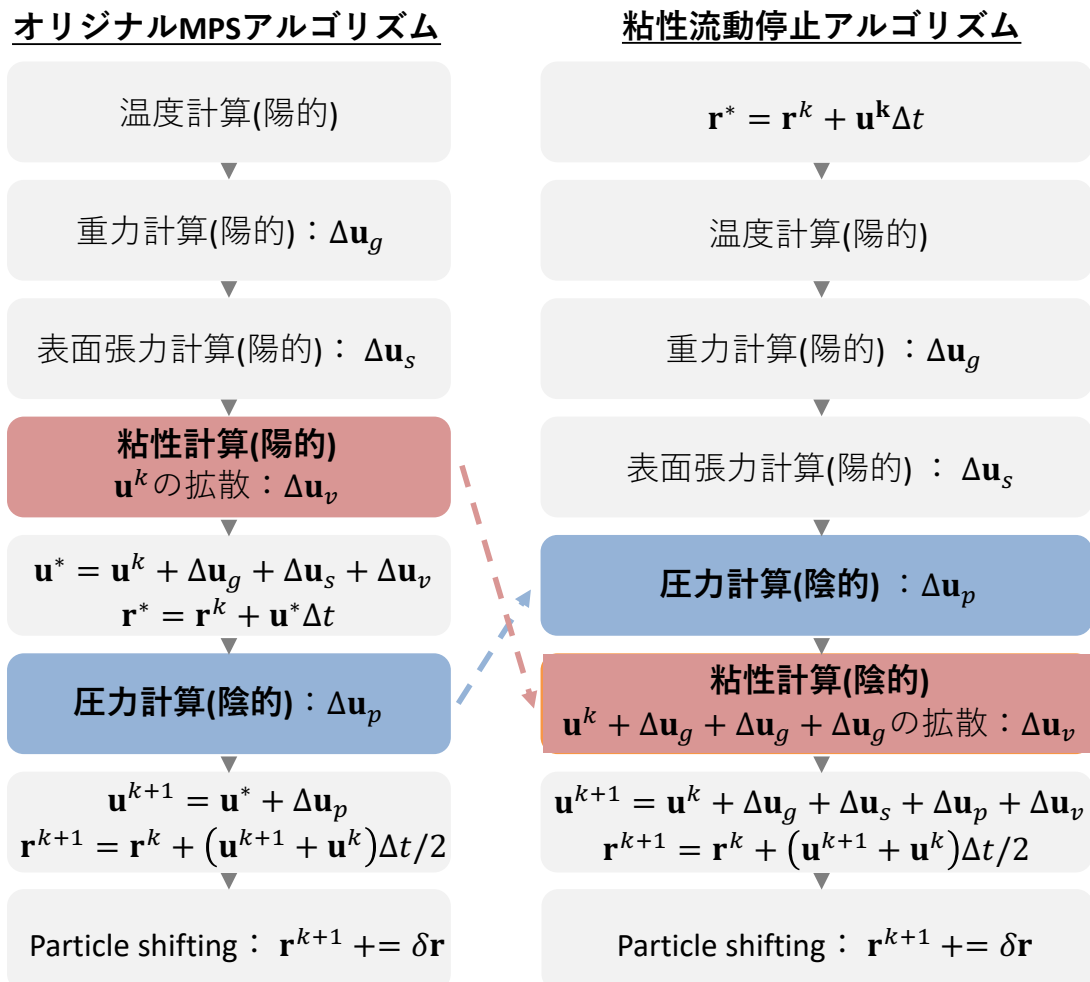 オリジナルMPSアルゴリズム
温度計算(陽的)
重力計算(陽的)：Δu_g
表面張力計算(陽的)： Δu_s
粘性計算(陽的)
u^kの拡散：Δu_v
u^* = u^k + Δu_g + Δu_s + Δu_v
r^* = r^k + u^*Δt
圧力計算(陰的)：Δu_p
u^{k+1} = u^* + Δu_p
r^{k+1} = r^k + (u^{k+1} + u^k)Δt/2
Particle shifting： r^{k+1} += δr
粘性流動停止アルゴリズム
r^* = r^k + u^kΔt
温度計算(陽的)
重力計算(陽的) ：Δu_g
表面張力計算(陽的) ： Δu_s
圧力計算(陰的) ：Δu_p
粘性計算(陰的)
u^k + Δu_g + Δu_g + Δu_gの拡散：Δu_v
u^{k+1} = u^k + Δu_g + Δu_s + Δu_p + Δu_v
r^{k+1} = r^k + (u^{k+1} + u^k)Δt/2
Particle shifting： r^{k+1} += δr